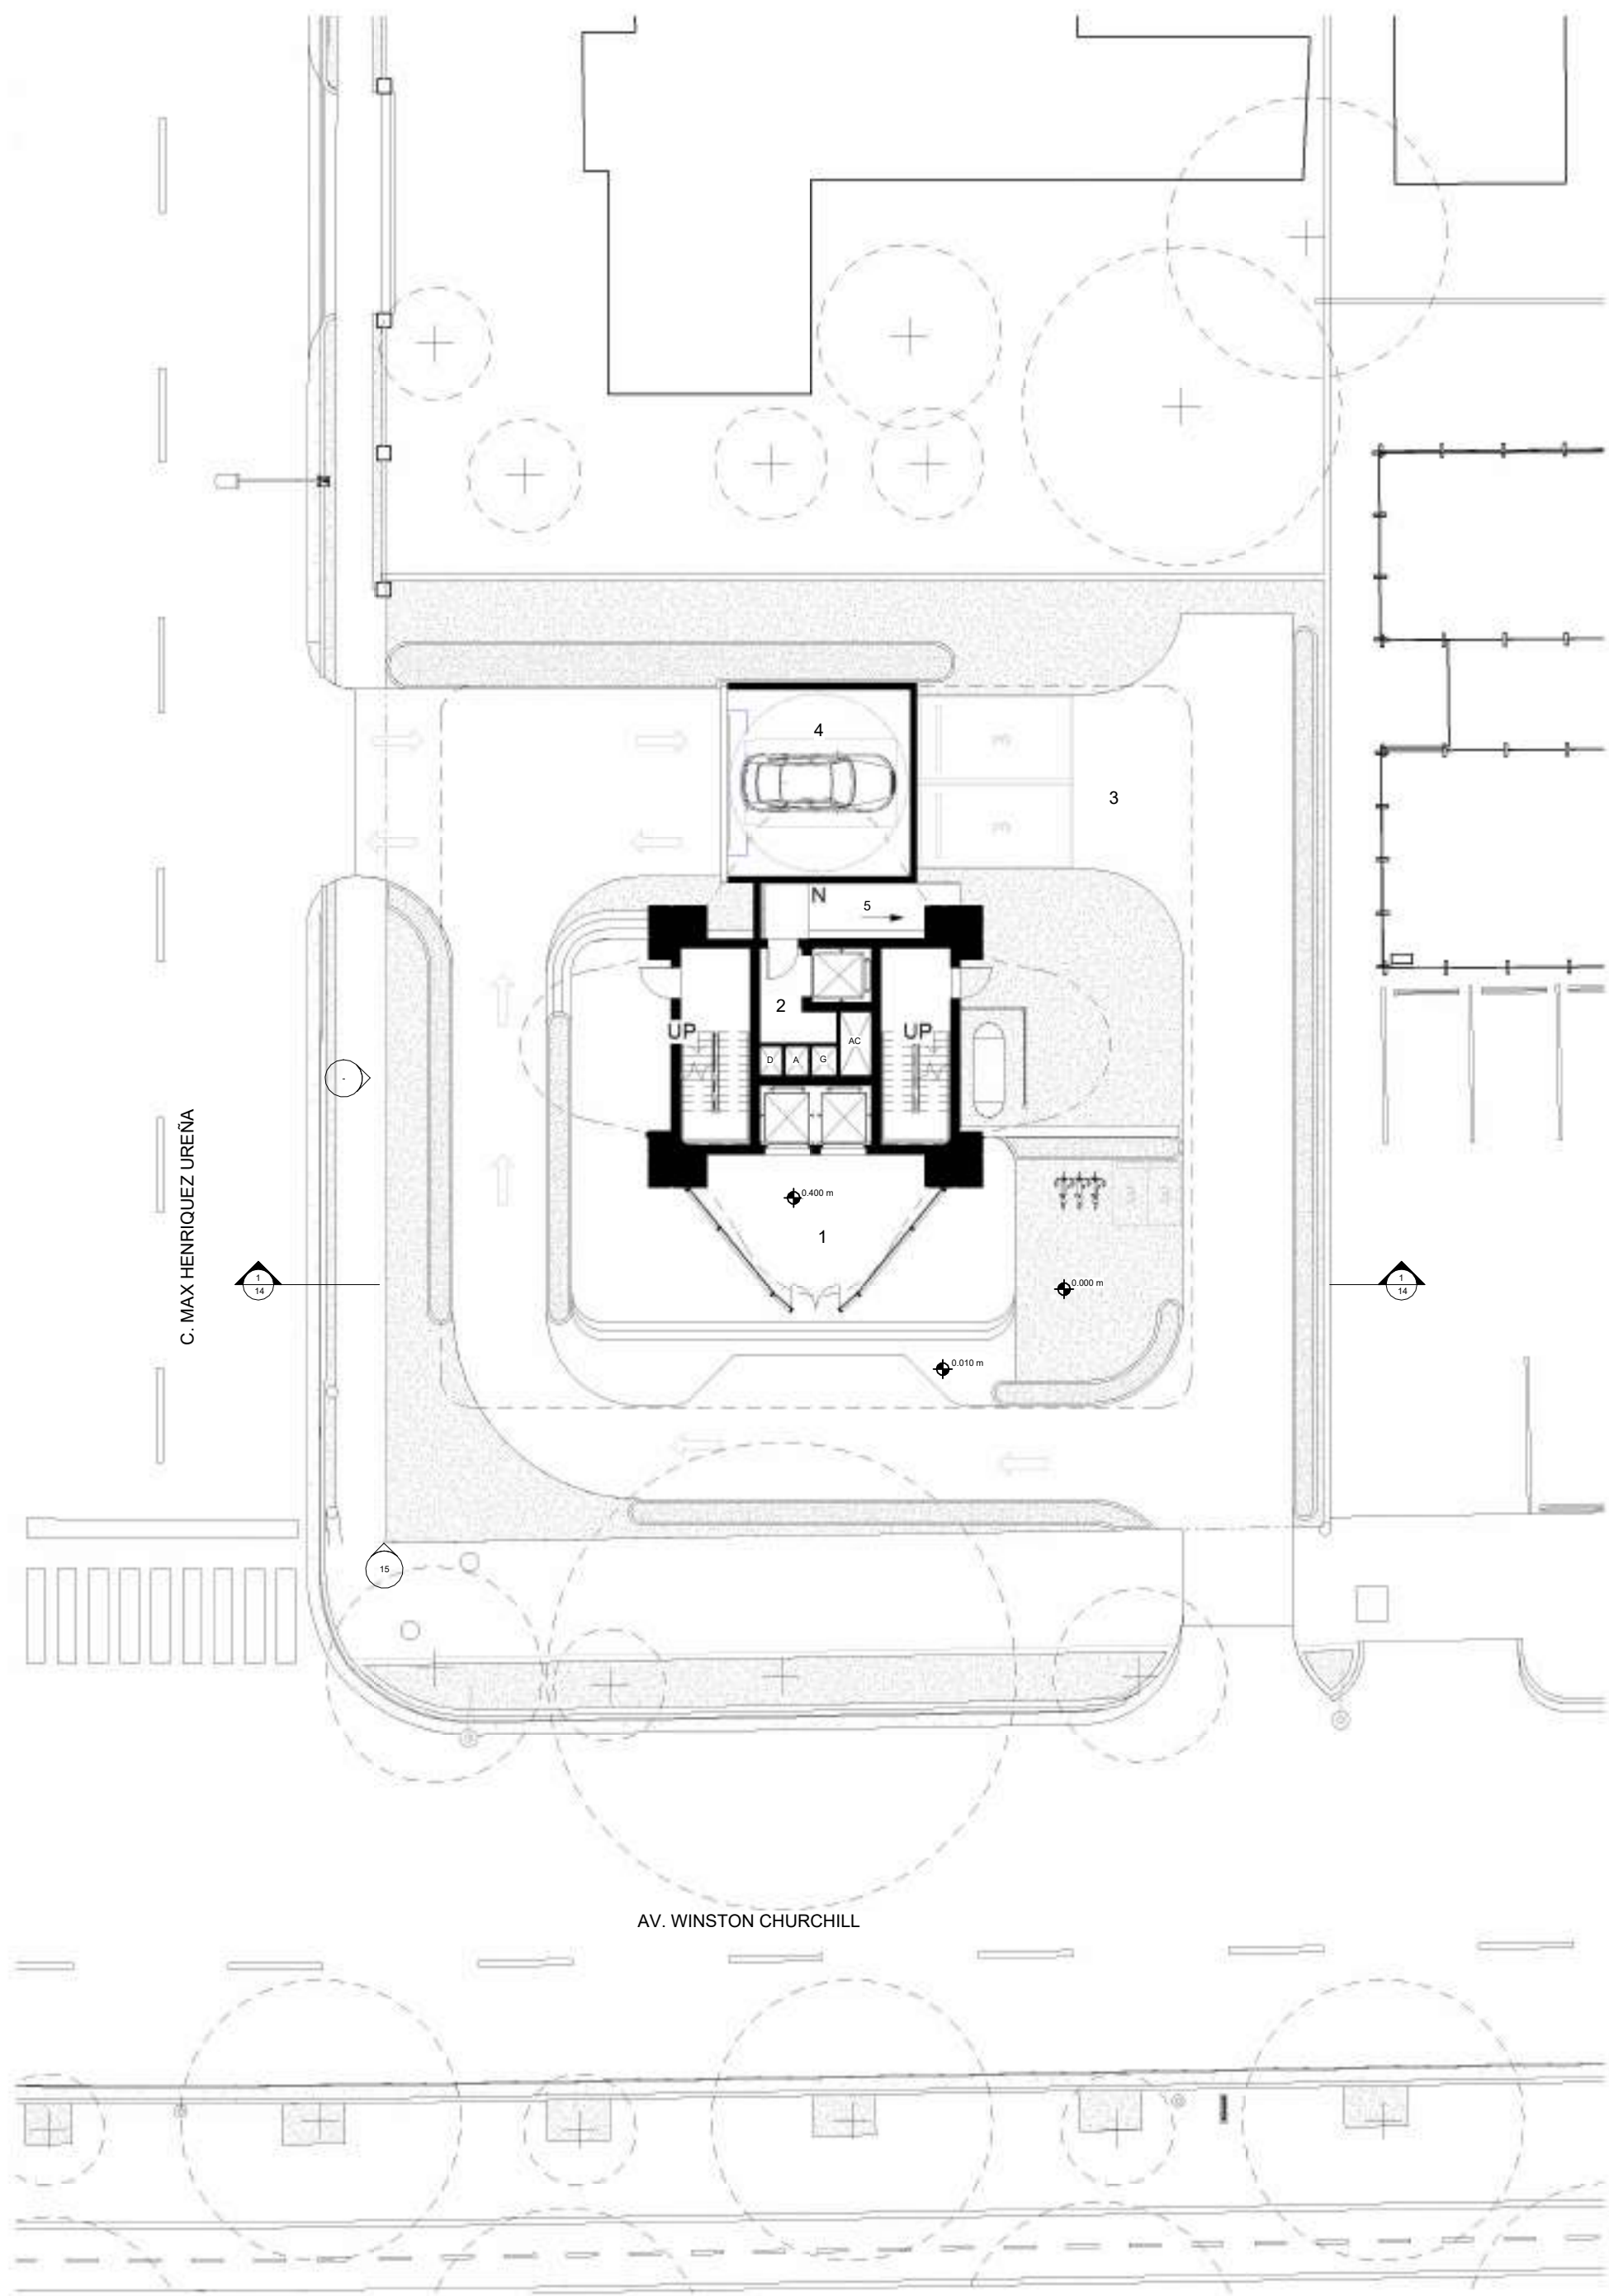 4
3
N
5
2
UP
UP
AC
D
A
G
-
C. MAX HENRIQUEZ UREÑA
0.400 m
1
1
14
1
14
0.000 m
0.010 m
15
AV. WINSTON CHURCHILL